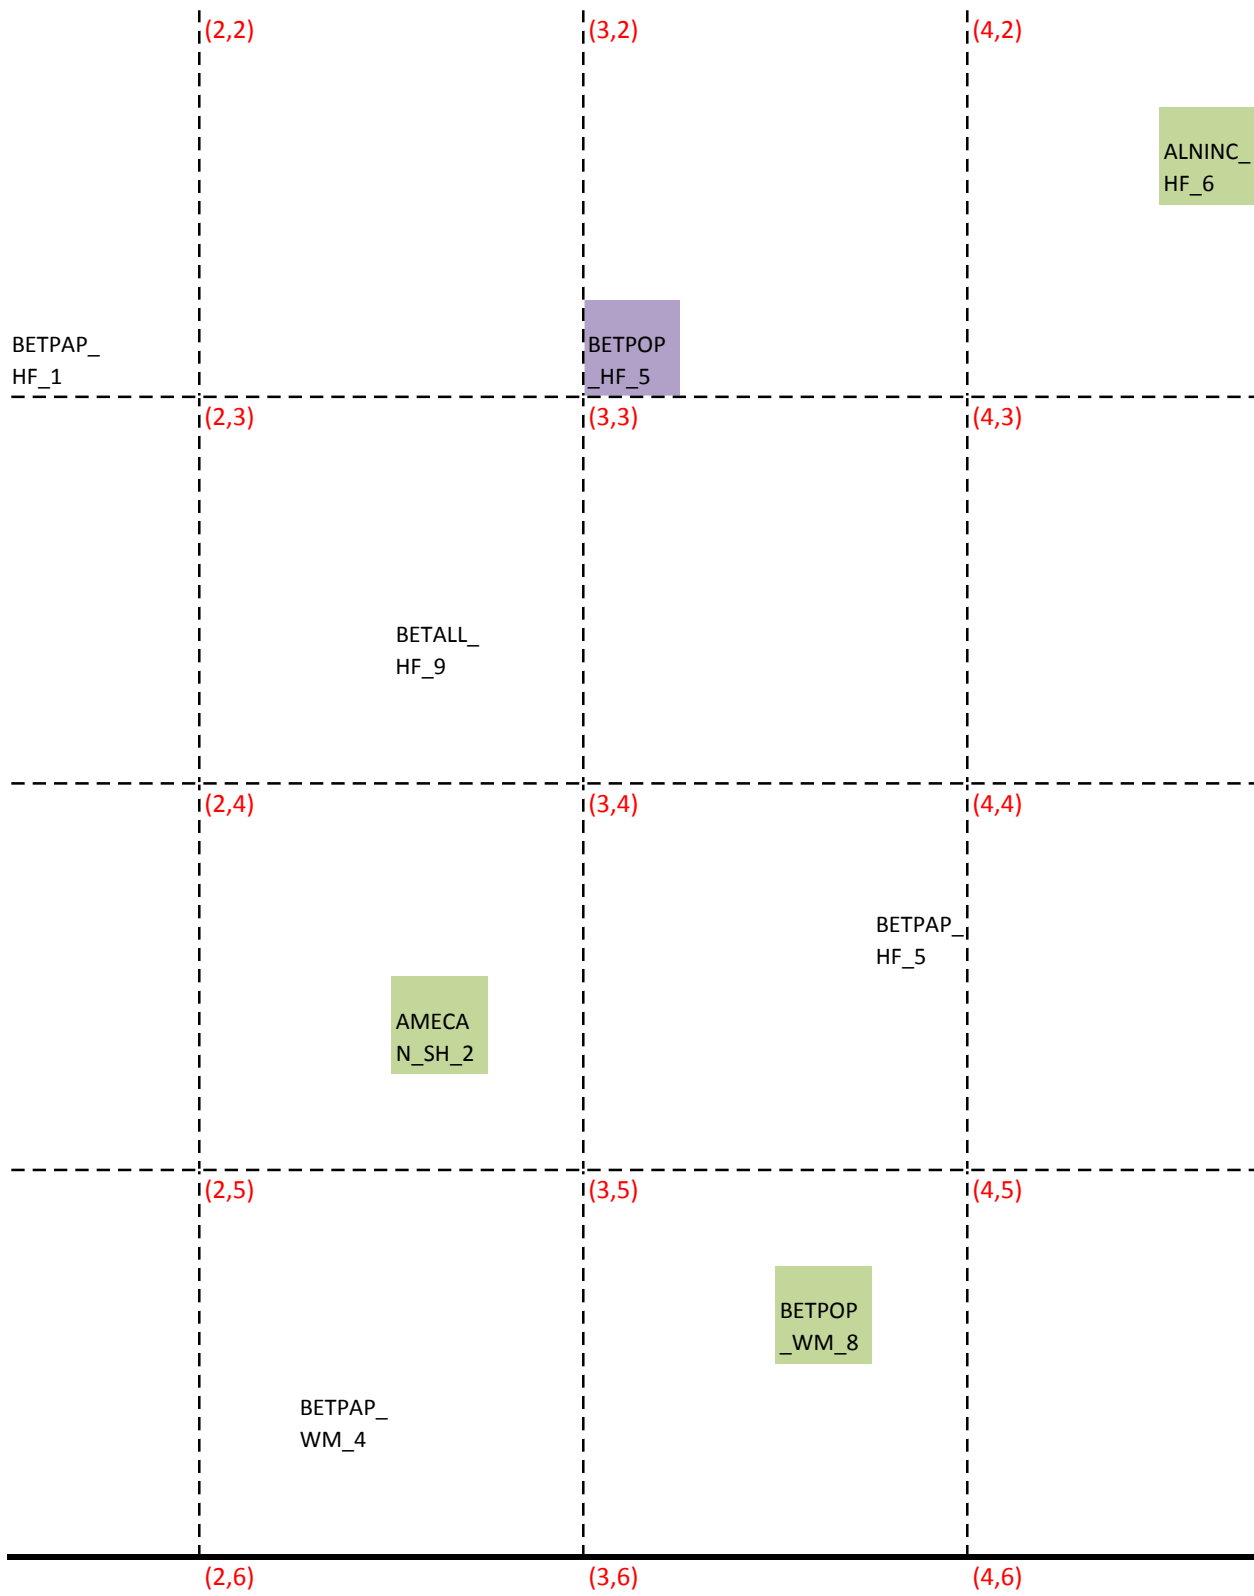 (2,2)
(3,2)
(4,2)
ALNINC_
HF_6
BETPAP_
HF_1
BETPOP
_HF_5
(2,3)
(3,3)
(4,3)
BETALL_
HF_9
(2,4)
(3,4)
(4,4)
BETPAP_
HF_5
AMECA
N_SH_2
(2,5)
(3,5)
(4,5)
BETPOP
_WM_8
BETPAP_
WM_4
(2,6)
(3,6)
(4,6)